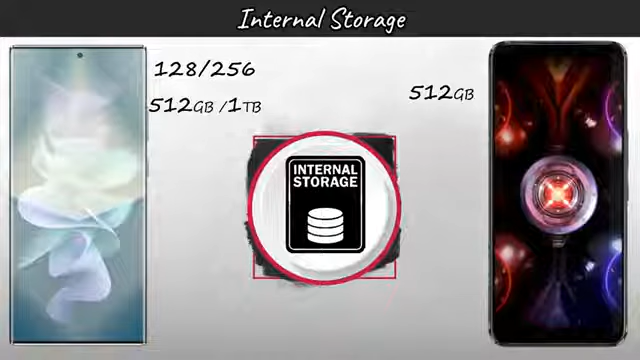 Internal Storage
128/256
512GB /1TB
512GB
INTERNAL
STORAGE